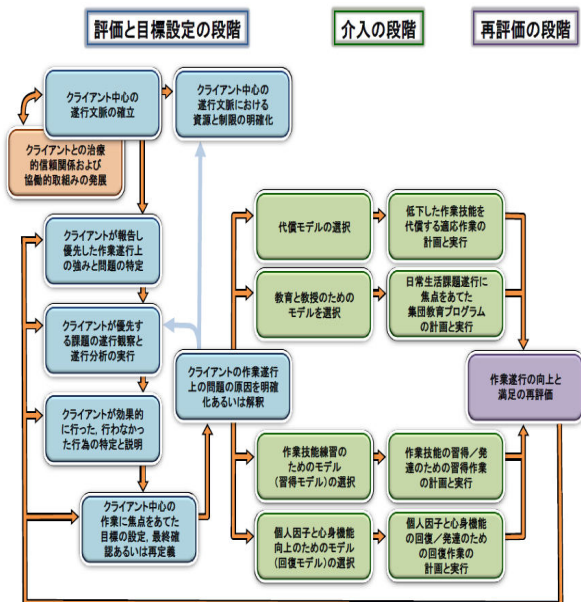 評価と目標設定の段階
介入の段階
再評価の段階
クライアント中心の
遂行文脈の確立
クライアント中心の
遂行文脈における
資源と制限の明確化
クライアントとの治療
的信頼関係および
協働的取組みの発展
クライアントが報告し
優先した作業遂行上
の強みと問題の特定
クライアントが優先す
る課題の遂行観察と
遂行分析の実行
クライアントが効果的
に行った, 行わなかっ
た行為の特定と説明
クライアント中心の
作業に焦点をあてた
目標の設定, 最終確
認あるいは再定義
クライアントの作業遂行
上の問題の原因を明確
化あるいは解釈
代償モデルの選択
低下した作業技能を
代償する適応作業の
計画と実行
教育と教授のための
モデルを選択
日常生活課題遂行に
焦点をあてた
集団教育プログラム
の計画と実行
作業技能練習の
ためのモデル
(習得モデル)の選択
作業技能の習得/発
達のための習得作業
の計画と実行
個人因子と心身機能
向上のためのモデル
(回復モデル)の選択
個人因子と心身機能
の回復/発達のため
の回復作業の
計画と実行
作業遂行の向上と
満足の再評価